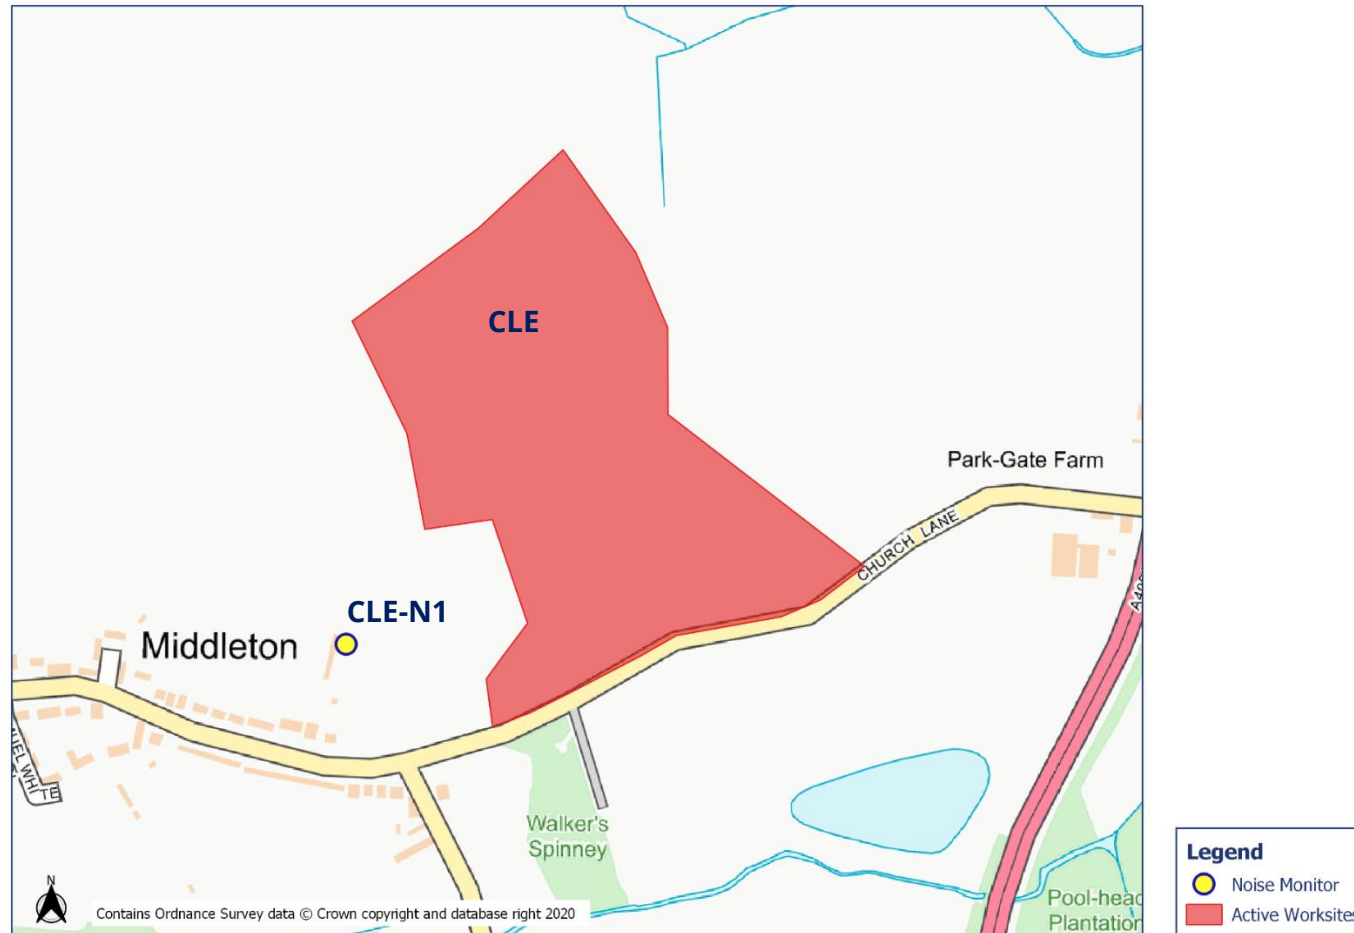 CLE
Park-Gate Farm
CHURCH LANE
CLE-N1
Middleton
Walker's
Spinney
Pool-head
Plantation
N
Contains Ordnance Survey data © Crown copyright and database right 2020
Legend
Noise Monitor
Active Worksites